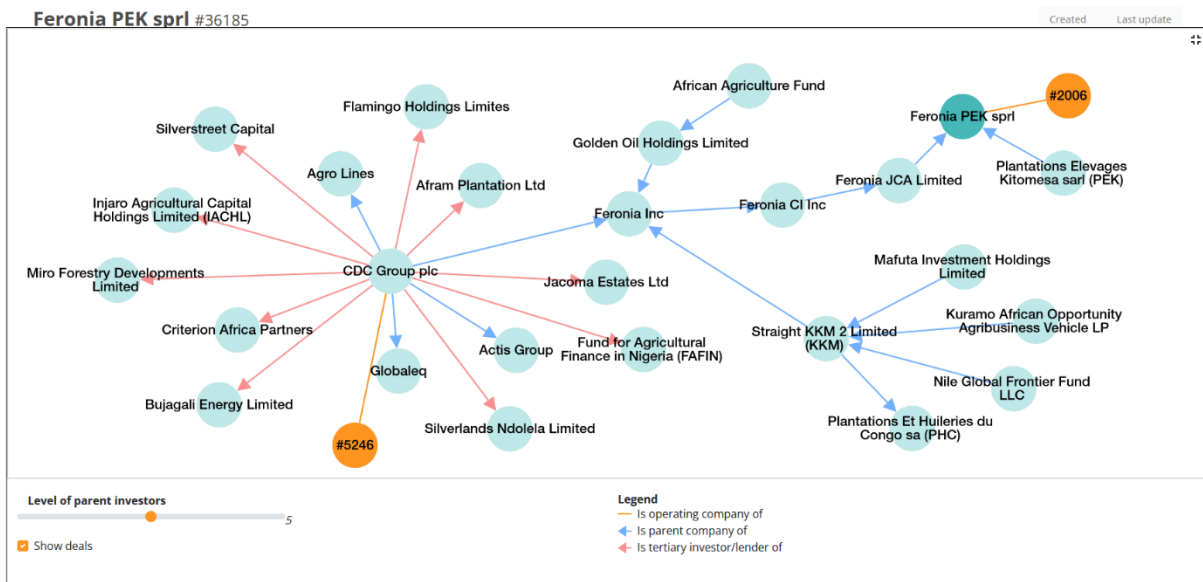 Feronia PEK sprl #36185
Created Last update
African Agriculture Fund
#2006
Flamingo Holdings Limites
Feronia PEK sprl
Silverstreet Capital
Golden Oil Holdings Limited
Plantations Elevages
Kitomesa sarl (PEK)
Agro Lines
Afram Plantation Ltd
Feronia JCA Limited
Injaro Agricultural Capital
Holdings Limited (IACHL)
Feronia Inc
Feronia CI Inc
Miro Forestry Developments
Limited
CDC Group plc
Jacoma Estates Ltd
Mafuta Investment Holdings
Limited
Criterion Africa Partners
Kuramo African Opportunity
Agribusiness Vehicle LP
Straight KKM 2 Limited
(KKM)
Actis Group
Fund for Agricultural
Finance in Nigeria (FAFIN)
Globaleq
Nile Global Frontier Fund
LLC
Bujagali Energy Limited
Silverlands Ndolela Limited
Plantations Et Huileries du
Congo sa (PHC)
#5246
Level of parent investors
5
Show deals
Legend
Is operating company of
Is parent company of
Is tertiary investor/lender of